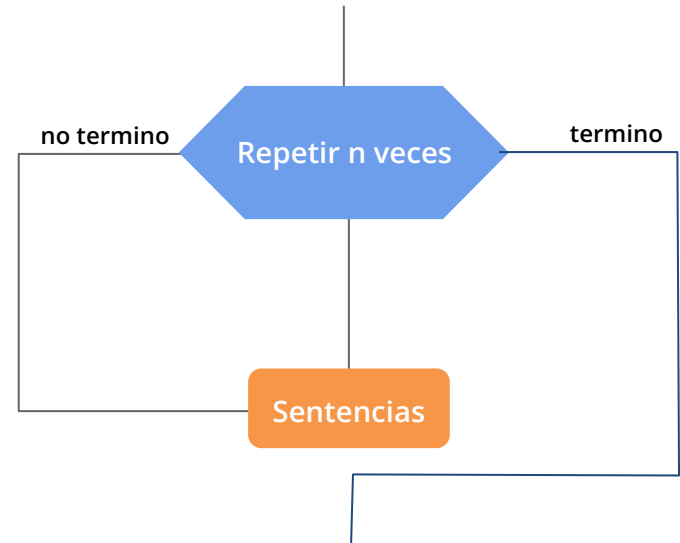 no termino
termino
Repetir n veces
Sentencias